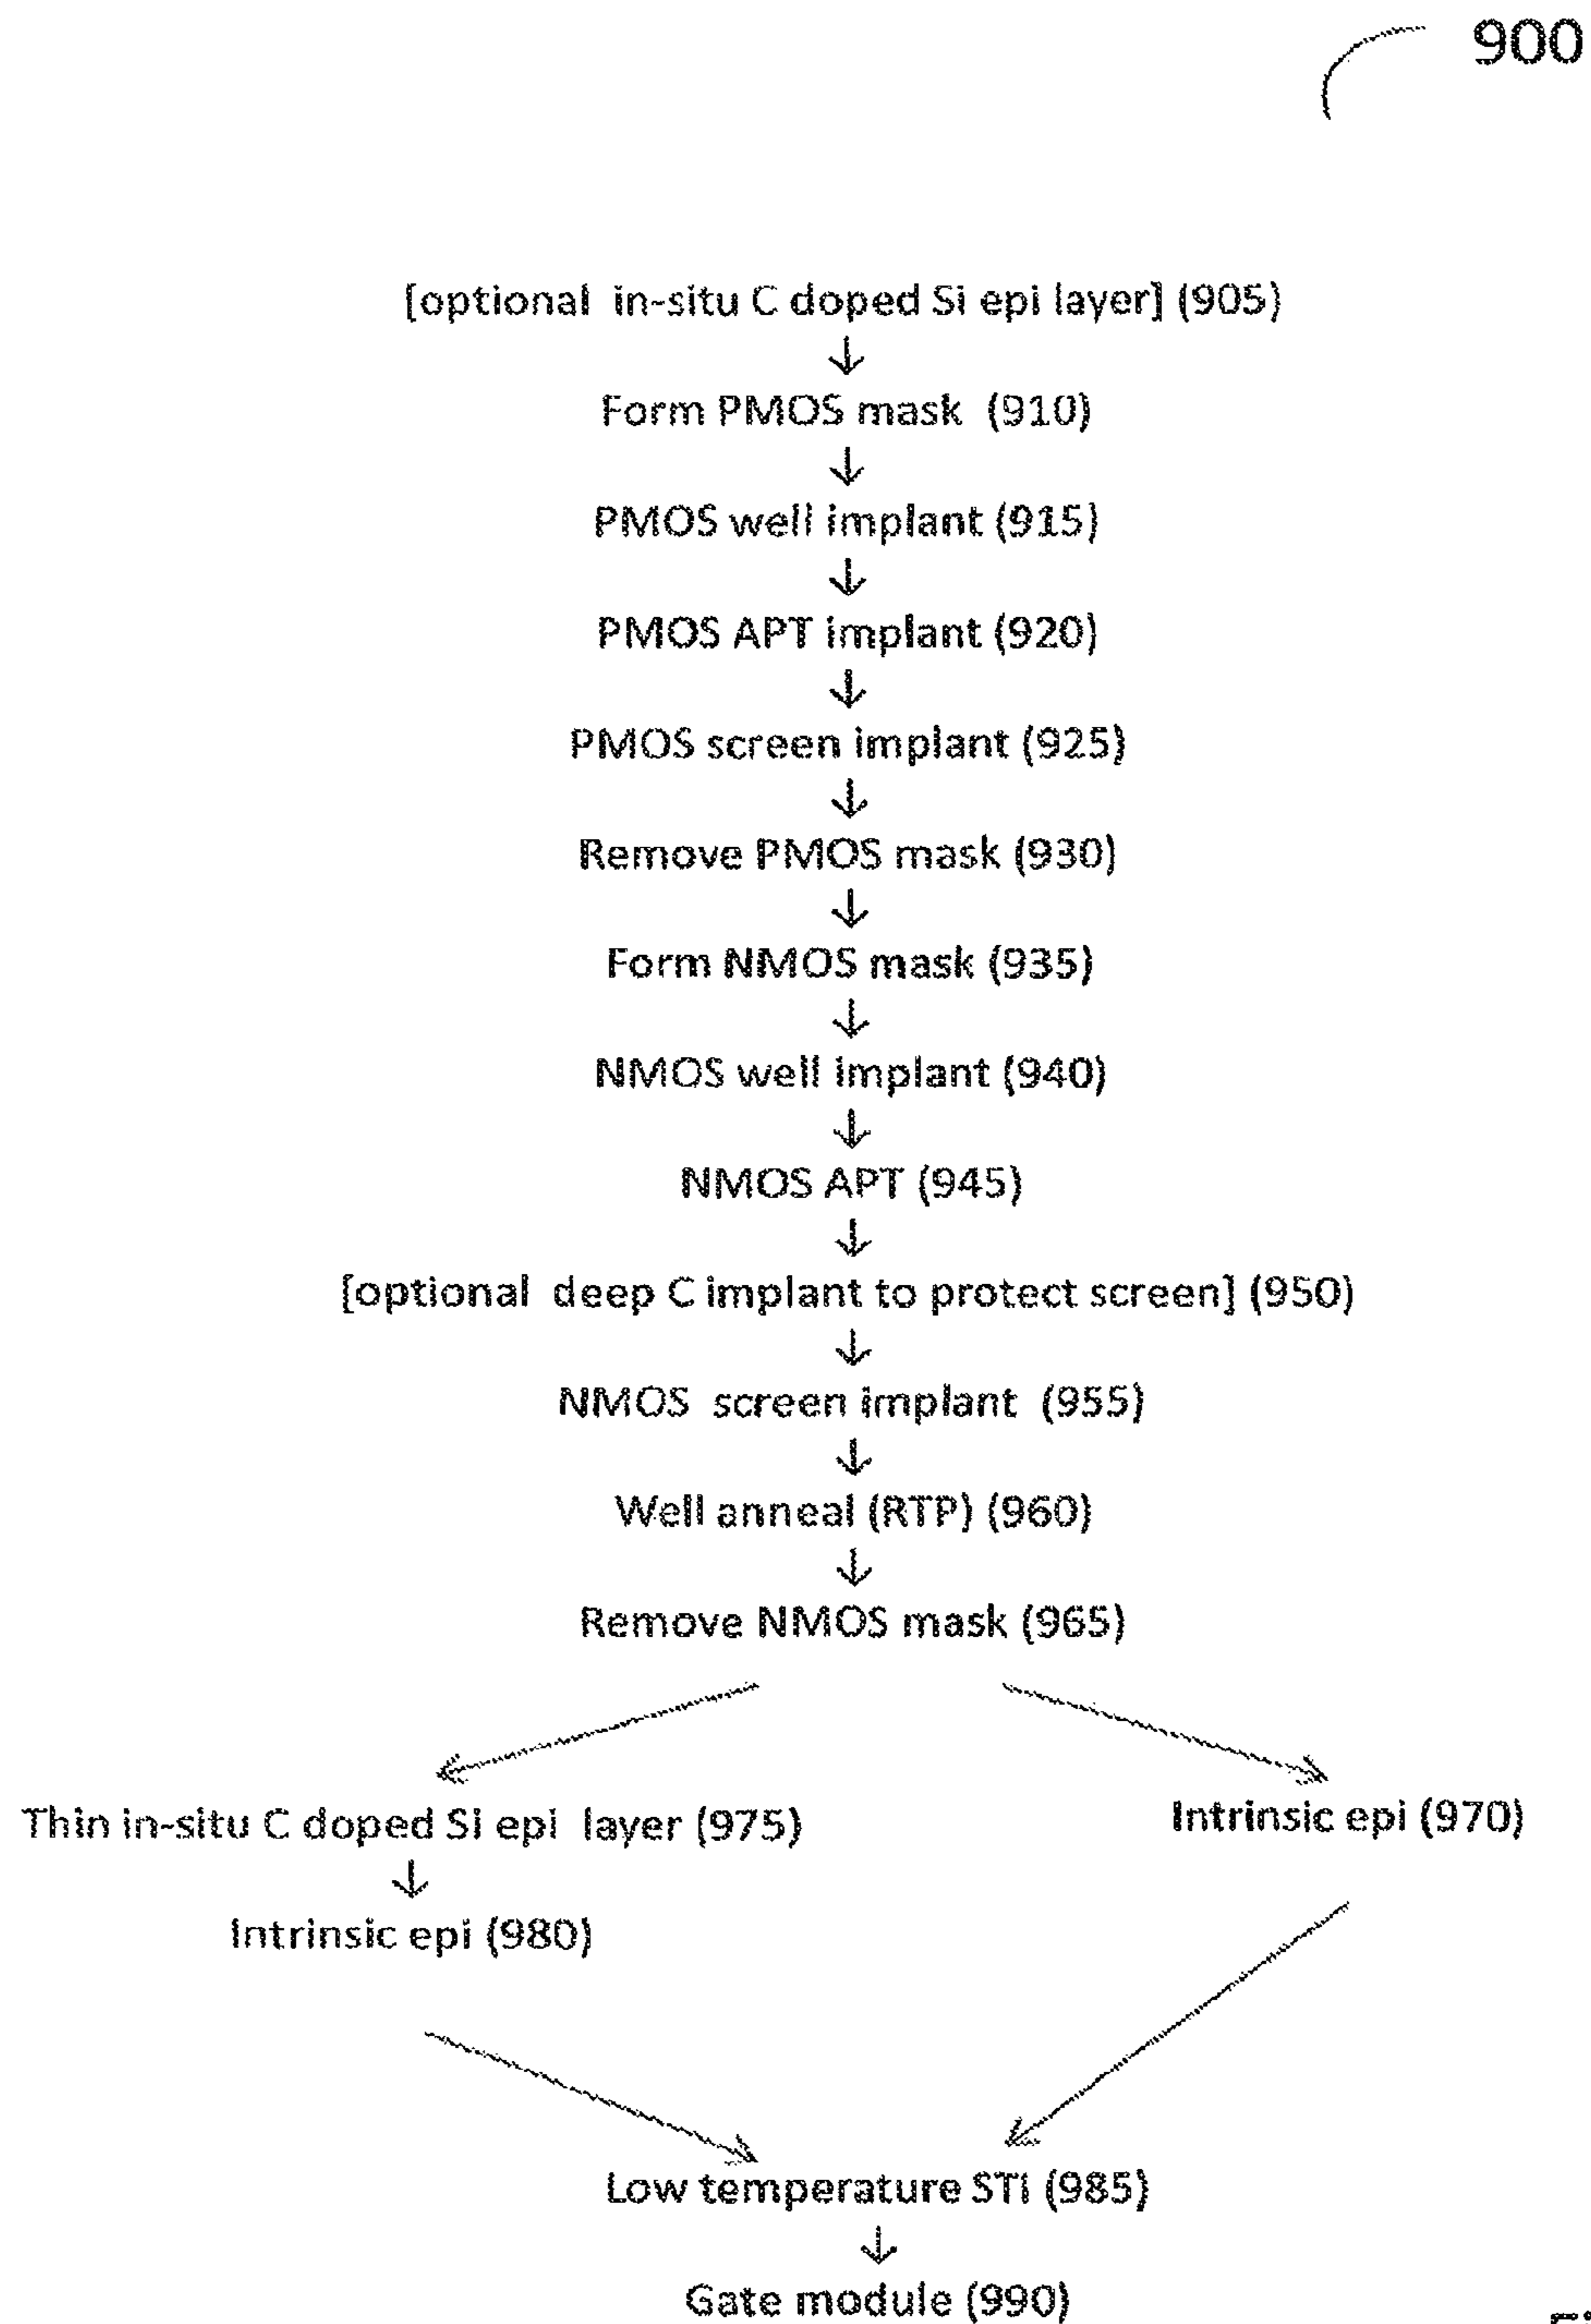 900
[optional in-situ C doped Si epi layer] (905)
↓
Form PMOS mask (910)
↓
PMOS well implant (915)
↓
PMOS APT implant (920)
↓
PMOS screen implant (925)
↓
Remove PMOS mask (930)
↓
Form NMOS mask (935)
↓
NMOS well implant (940)
↓
NMOS APT (945)
↓
[optional deep C implant to protect screen] (950)
↓
NMOS screen implant (955)
↓
Well anneal (RTP) (960)
↓
Remove NMOS mask (965)
Thin in-situ C doped Si epi layer (975)
Intrinsic epi (970)
↓
Intrinsic epi (980)
Low temperature STI (985)
↓
Gate module (990)